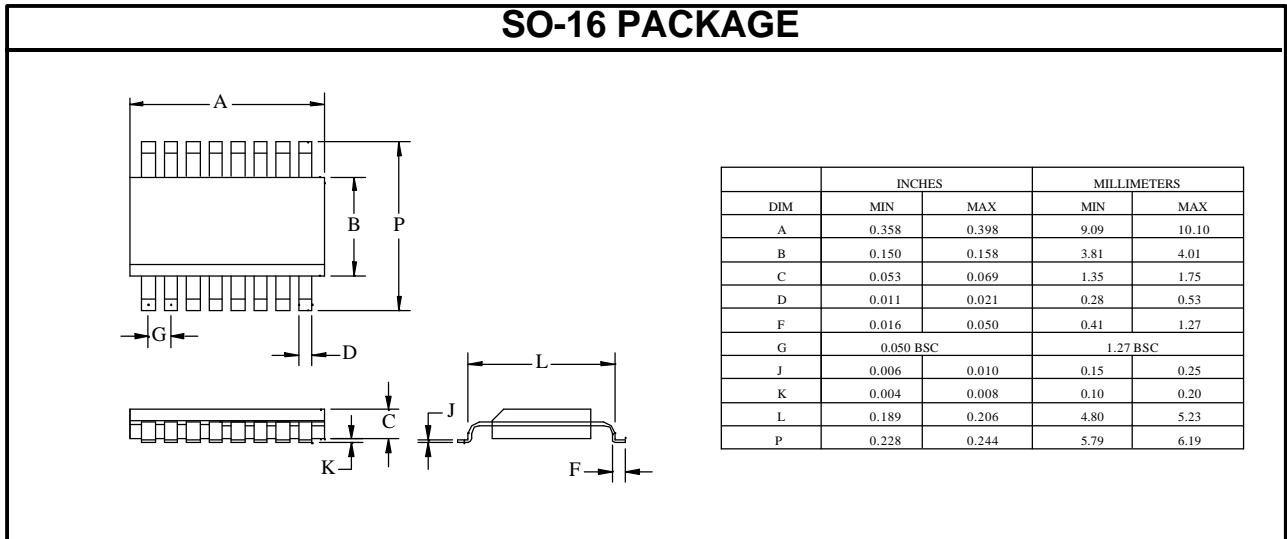 SO-16 PACKAGE
A
B
P
G
D
L
C
J
K
F
INCHES MILLIMETERS
DIM MIN MAX MIN MAX
A 0.358 0.398 9.09 10.10
B 0.150 0.158 3.81 4.01
C 0.053 0.069 1.35 1.75
D 0.011 0.021 0.28 0.53
F 0.016 0.050 0.41 1.27
G 0.050 BSC 1.27 BSC
J 0.006 0.010 0.15 0.25
K 0.004 0.008 0.10 0.20
L 0.189 0.206 4.80 5.23
P 0.228 0.244 5.79 6.19